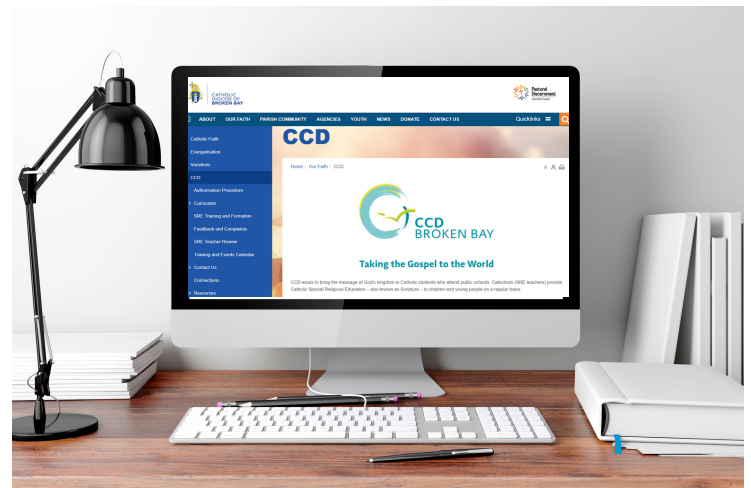 CATHOLIC
DIOCESE OF
BROKEN BAY
Pastoral
Discernment
Central Coast
ABOUT OUR FAITH PARISH COMMUNITY AGENCIES YOUTH NEWS DONATE CONTACT US Quicklinks
CCD
Catholic Faith
Evangelisation
Vocations
CCD
Authorisation Procedure
Curriculum
SRE Training and Formation
Feedback and Complaints
SRE Teacher Review
Training and Events Calendar
Contact Us
Connections
Resources
Home / Our Faith / CCD
A A
CCD
BROKEN BAY
Taking the Gospel to the World
CCD exists to bring the message of God's kingdom to Catholic students who attend public schools. Catechists (SRE teachers) provide
Catholic Special Religious Education – also known as Scripture – to children and young people on a regular basis.